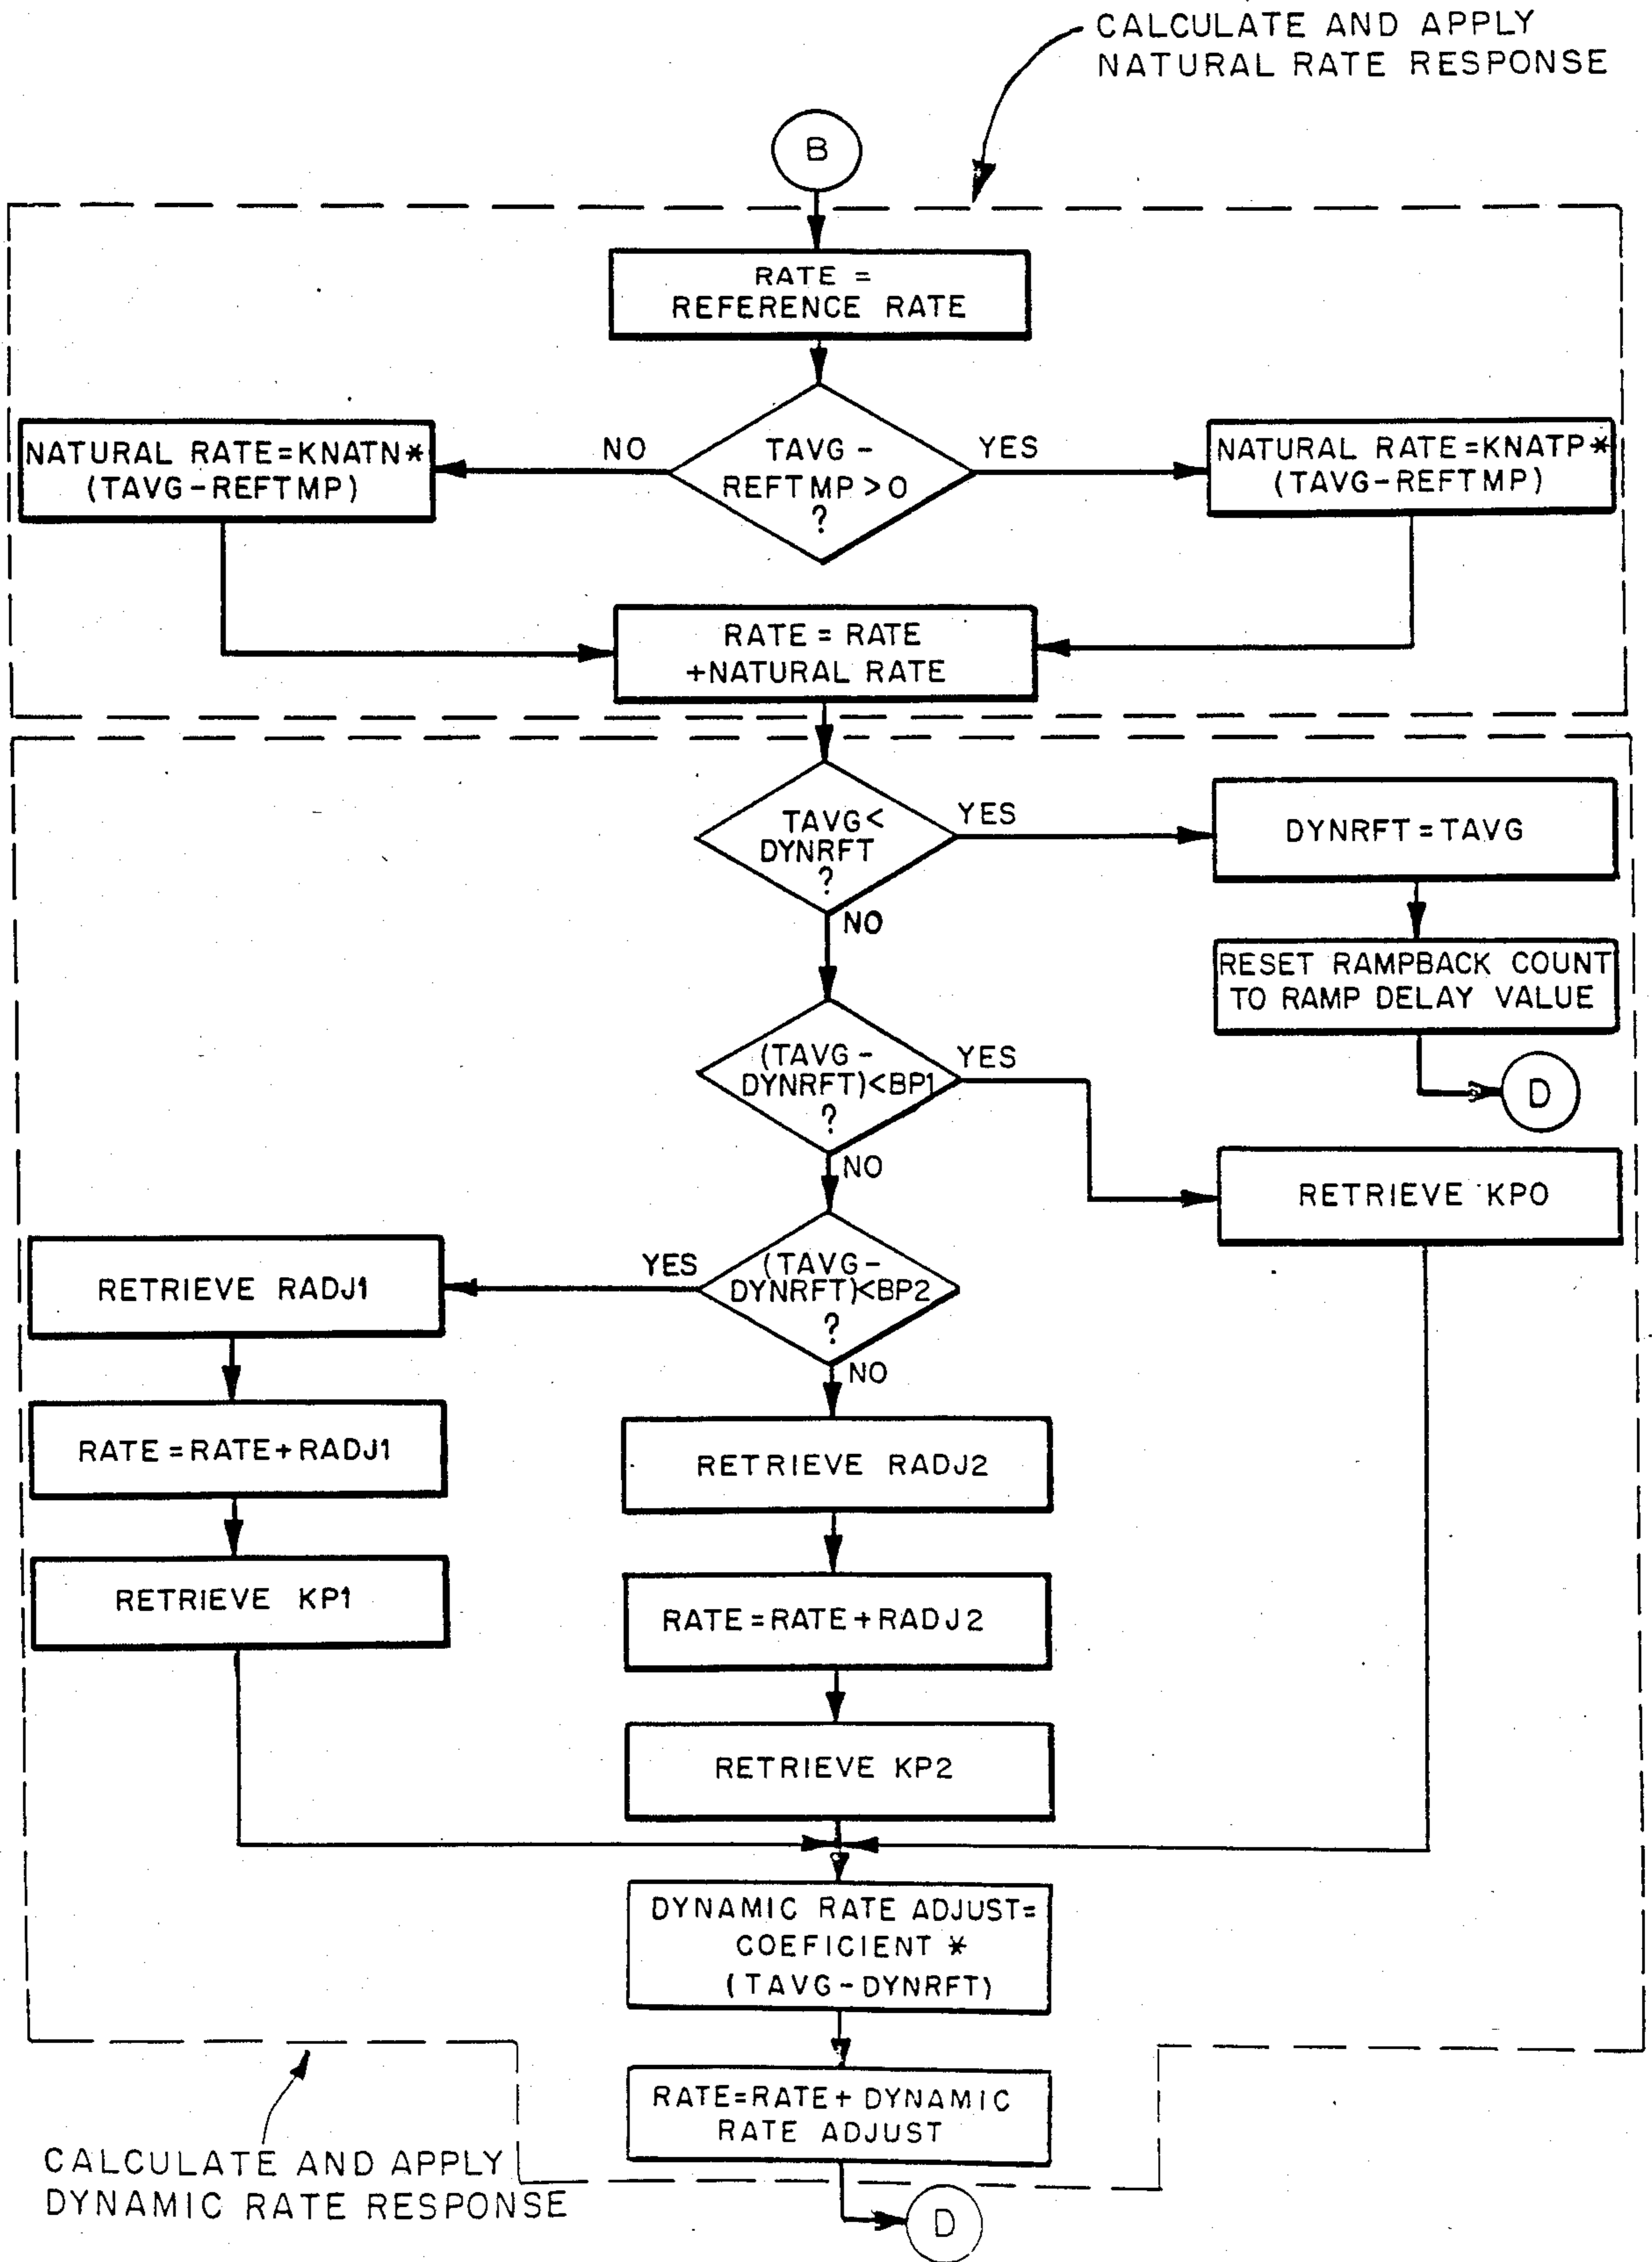 CALCULATE AND APPLY
NATURAL RATE RESPONSE
B
RATE =
REFERENCE RATE
TAVG -
REFTMP>0
?
NO
YES
NATURAL RATE=KNATN*
(TAVG-REFTMP)
NATURAL RATE=KNATP*
(TAVG-REFTMP)
RATE = RATE
+NATURAL RATE
TAVG<
DYNRFT
?
YES
NO
DYNRFT=TAVG
RESET RAMPBACK COUNT
TO RAMP DELAY VALUE
D
(TAVG-
DYNRFT)<BP1
?
YES
NO
RETRIEVE KP0
(TAVG-
DYNRFT)<BP2
?
YES
NO
RETRIEVE RADJ1
RATE=RATE+RADJ1
RETRIEVE KP1
RETRIEVE RADJ2
RATE=RATE+RADJ2
RETRIEVE KP2
DYNAMIC RATE ADJUST=
COEFICIENT *
(TAVG-DYNRFT)
RATE=RATE+ DYNAMIC
RATE ADJUST
CALCULATE AND APPLY
DYNAMIC RATE RESPONSE
D